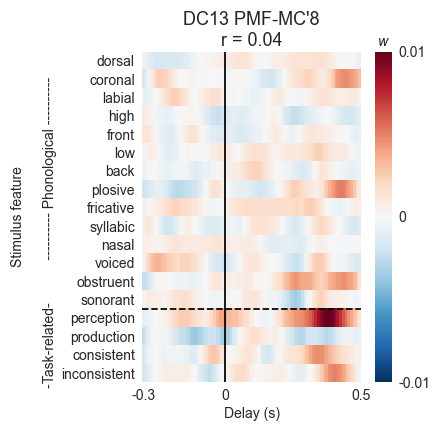 DC13 PMF-MC'8
r = 0.04
w
dorsal
coronal
labial
high
front
low
back
plosive
fricative
syllabic
nasal
voiced
obstruent
sonorant
perception
production
consistent
inconsistent
Stimulus feature
-Task-related- ---------- Phonological ----------
0.01
0
-0.01
-0.3 0 0.5
Delay (s)